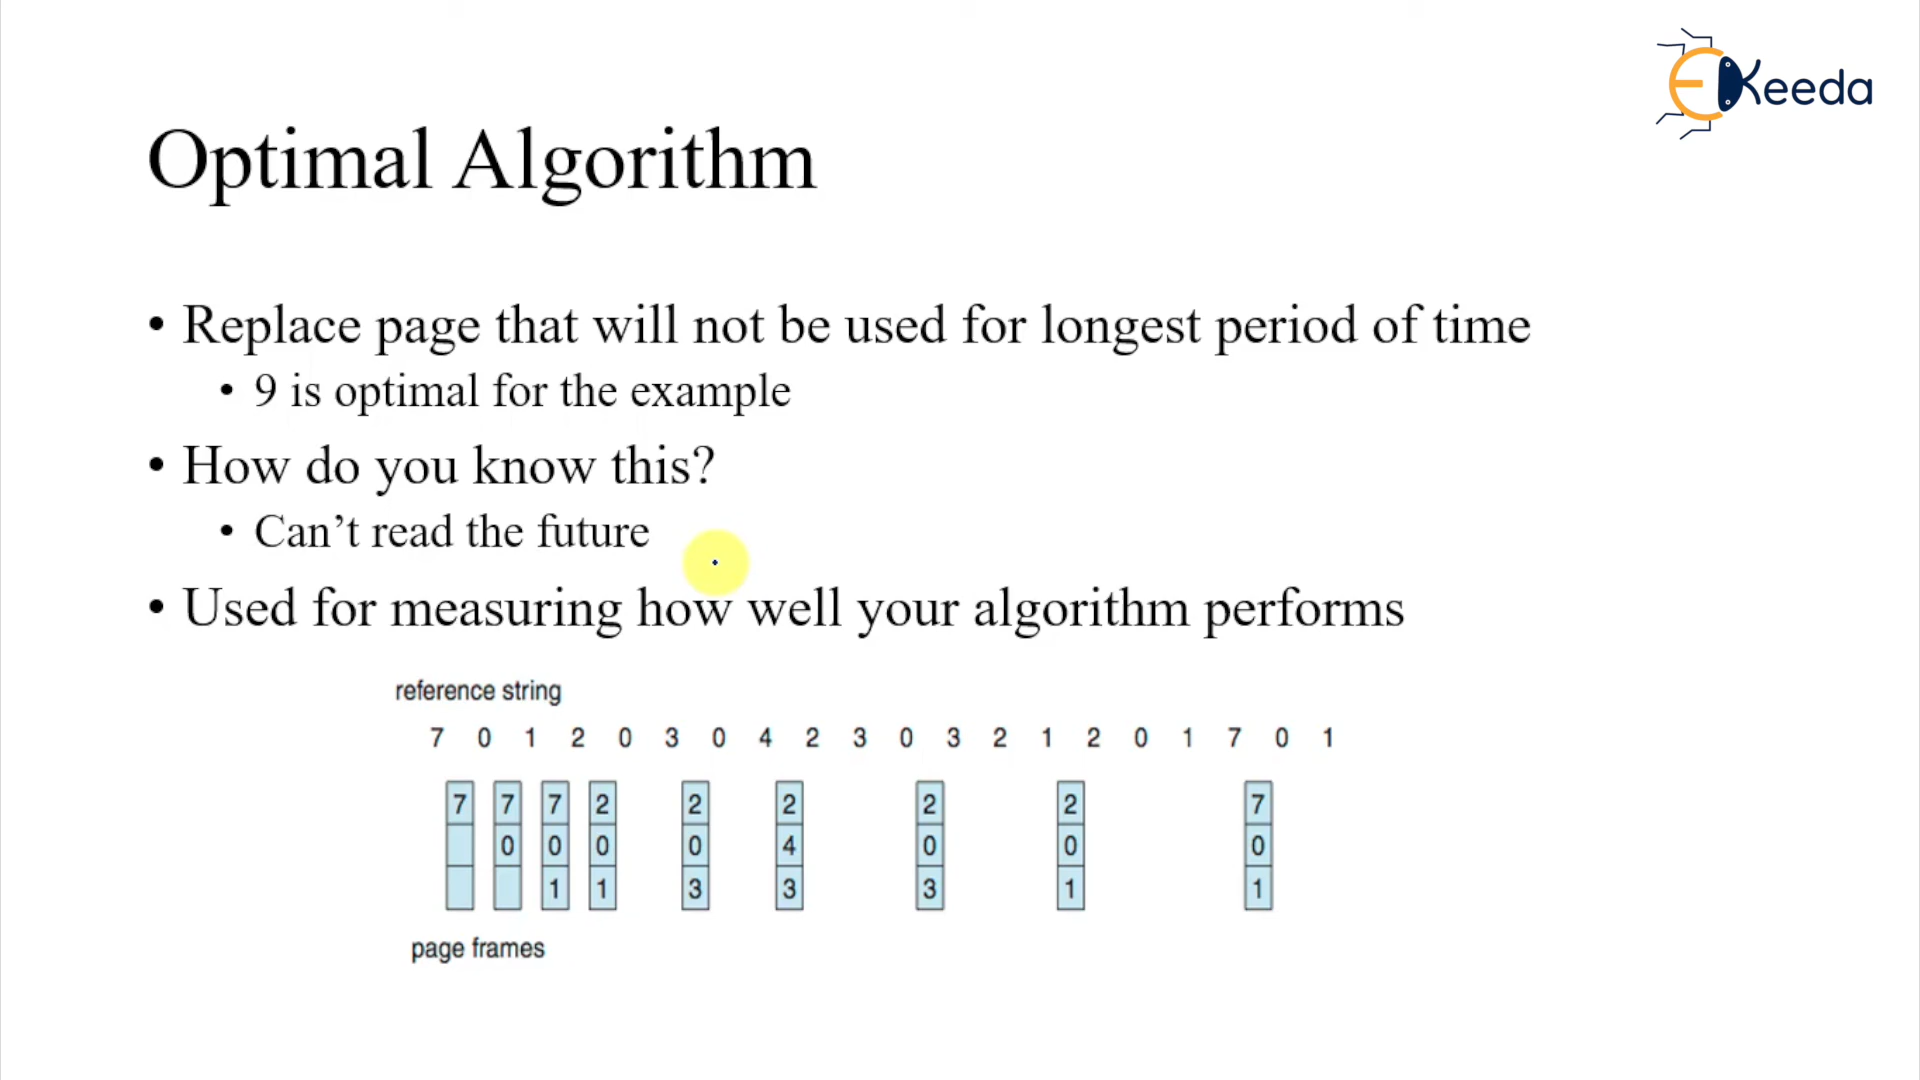 EKeeda
Optimal Algorithm
• Replace page that will not be used for longest period of time
• 9 is optimal for the example
• How do you know this?
• Can’t read the future
• Used for measuring how well your algorithm performs
reference string
7 0 1 2 0 3 0 4 2 3 0 3 2 1 2 0 1 7 0 1
7 7 7 2 2 2 2 2 7
0 0 0 0 4 0 0 0
1 1 3 3 3 1 1
page frames